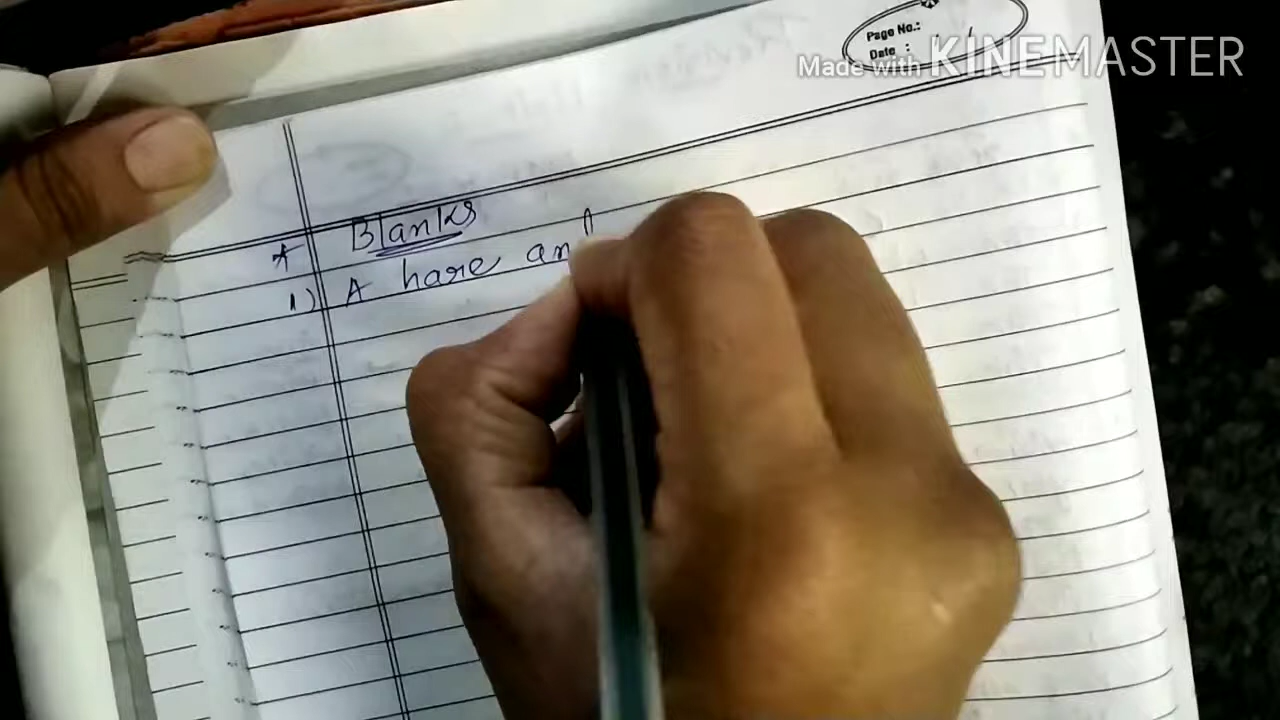 Page No.:
Date :
Made with KINEMASTER
* Blanks
1) A hare an